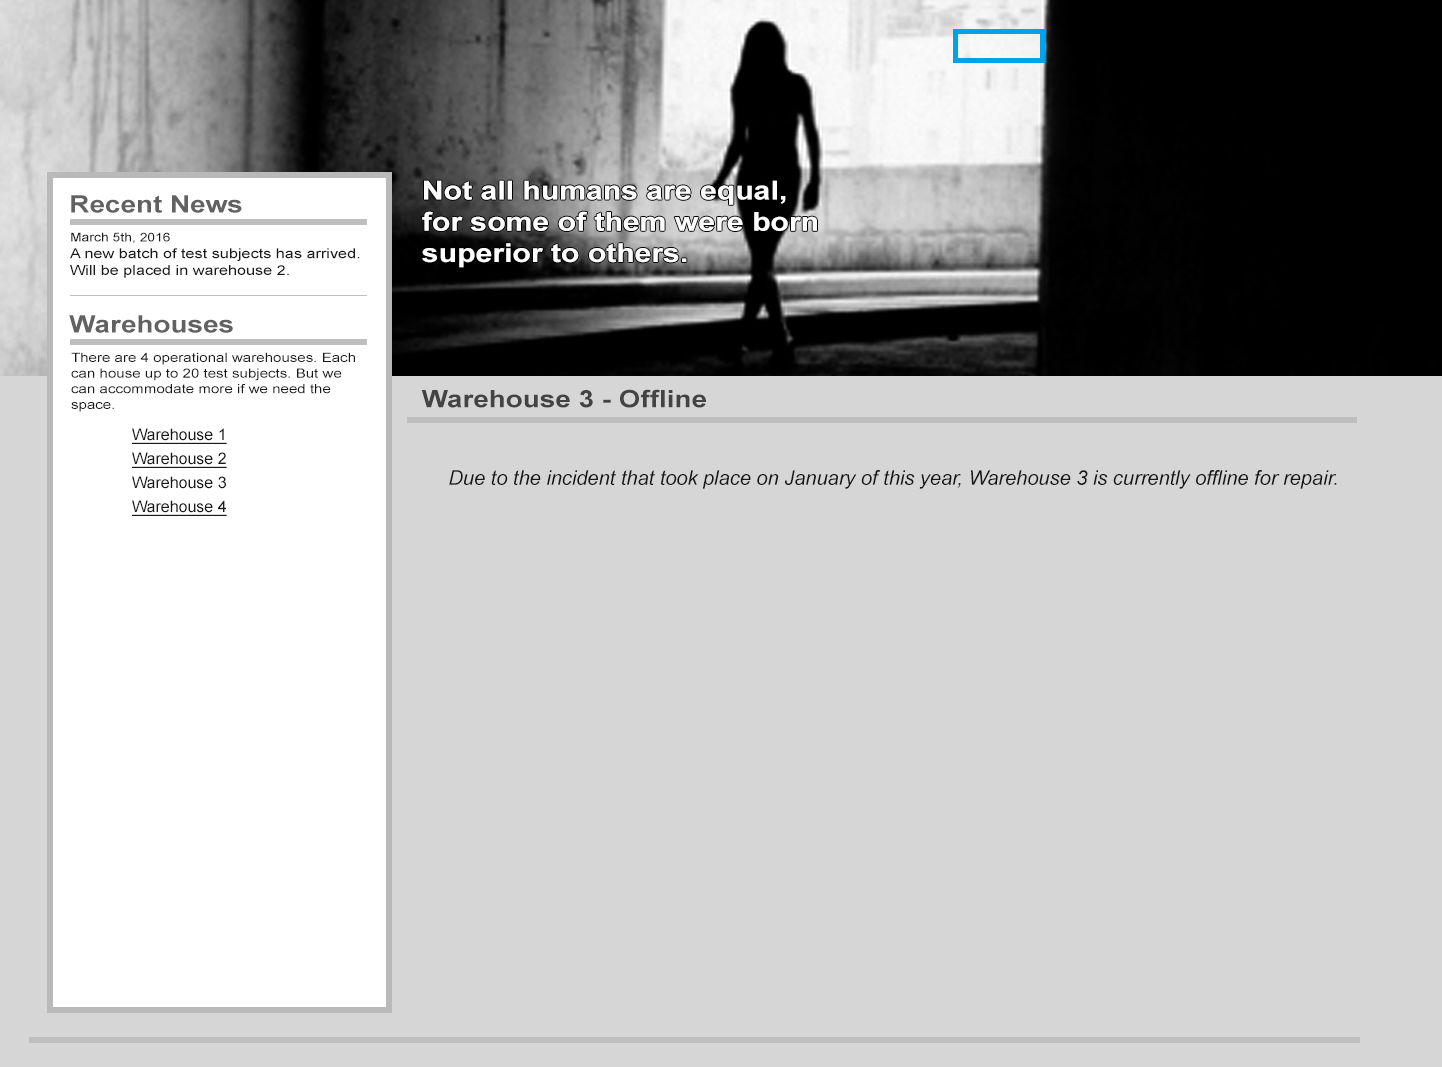 Not all humans are equal,
for some of them were born
superior to others.
Recent News
March 5th, 2016
A new batch of test subjects has arrived.
Will be placed in warehouse 2.
Warehouses
There are 4 operational warehouses. Each
can house up to 20 test subjects. But we
can accommodate more if we need the
space.
Warehouse 1
Warehouse 2
Warehouse 3
Warehouse 4
Warehouse 3 - Offline
Due to the incident that took place on January of this year, Warehouse 3 is currently offline for repair.